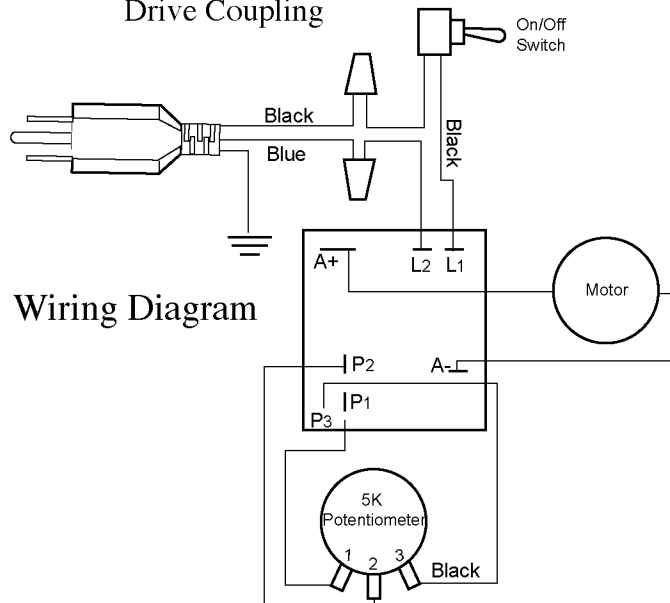 Drive Coupling
On/Off
Switch
Black
Blue
Black
A+
L2
L1
Motor
Wiring Diagram
P2
A-
P1
P3
5K
Potentiometer
1
2
3
Black